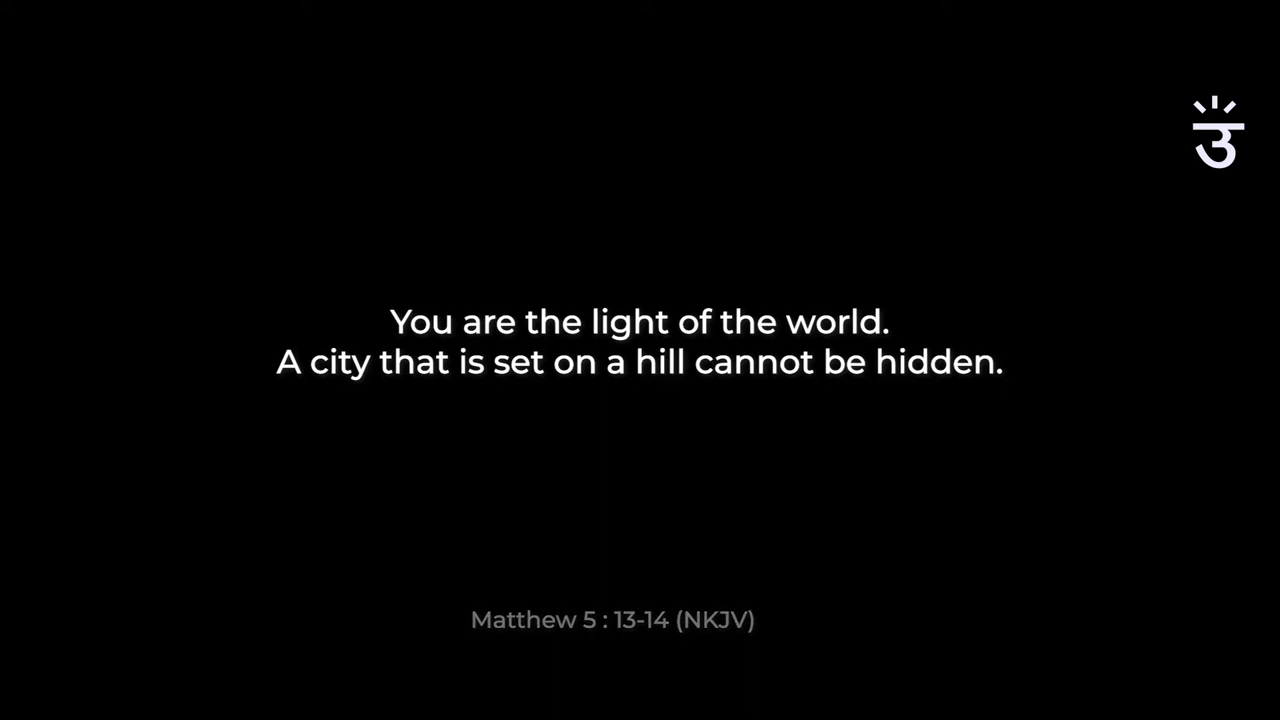 उ
You are the light of the world.
A city that is set on a hill cannot be hidden.
Matthew 5 : 13-14 (NKJV)